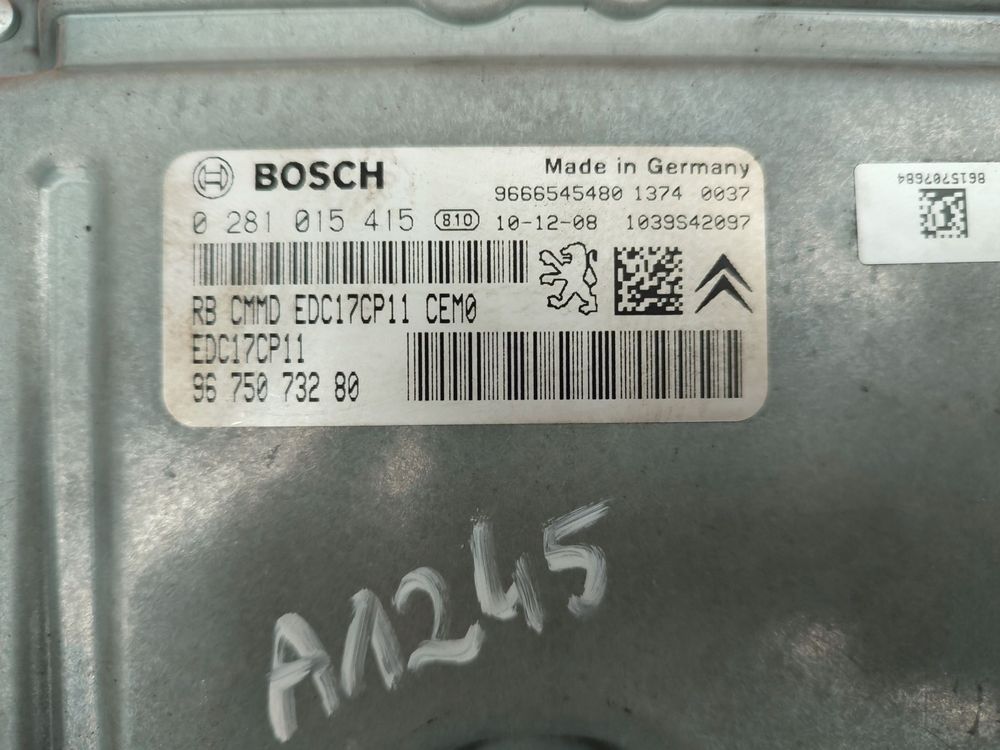 BOSCH
Made in Germany
9666545480 1374 0037
0 281 015 415 810 10-12-08 1039S42097
RB CMMD EDC17CP11 CEM0
EDC17CP11
96 750 732 80
8615707684
A1245